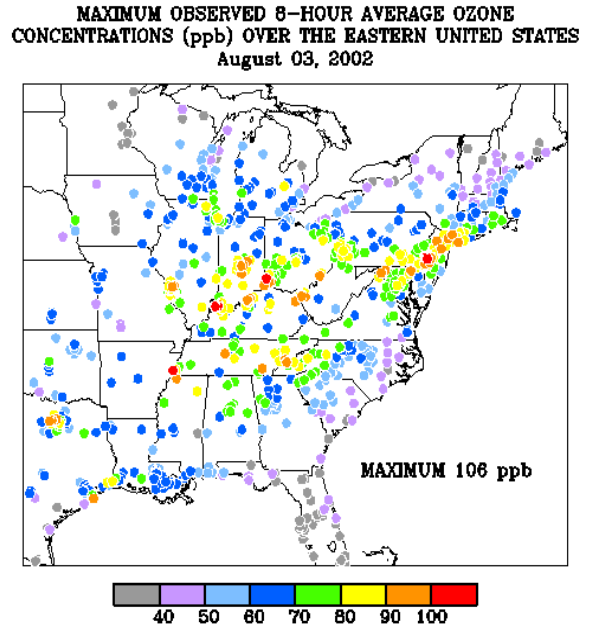 MAXIMUM OBSERVED 8-HOUR AVERAGE OZONE
CONCENTRATIONS (ppb) OVER THE EASTERN UNITED STATES
August 03, 2002
MAXIMUM 106 ppb
40 50 60 70 80 90 100